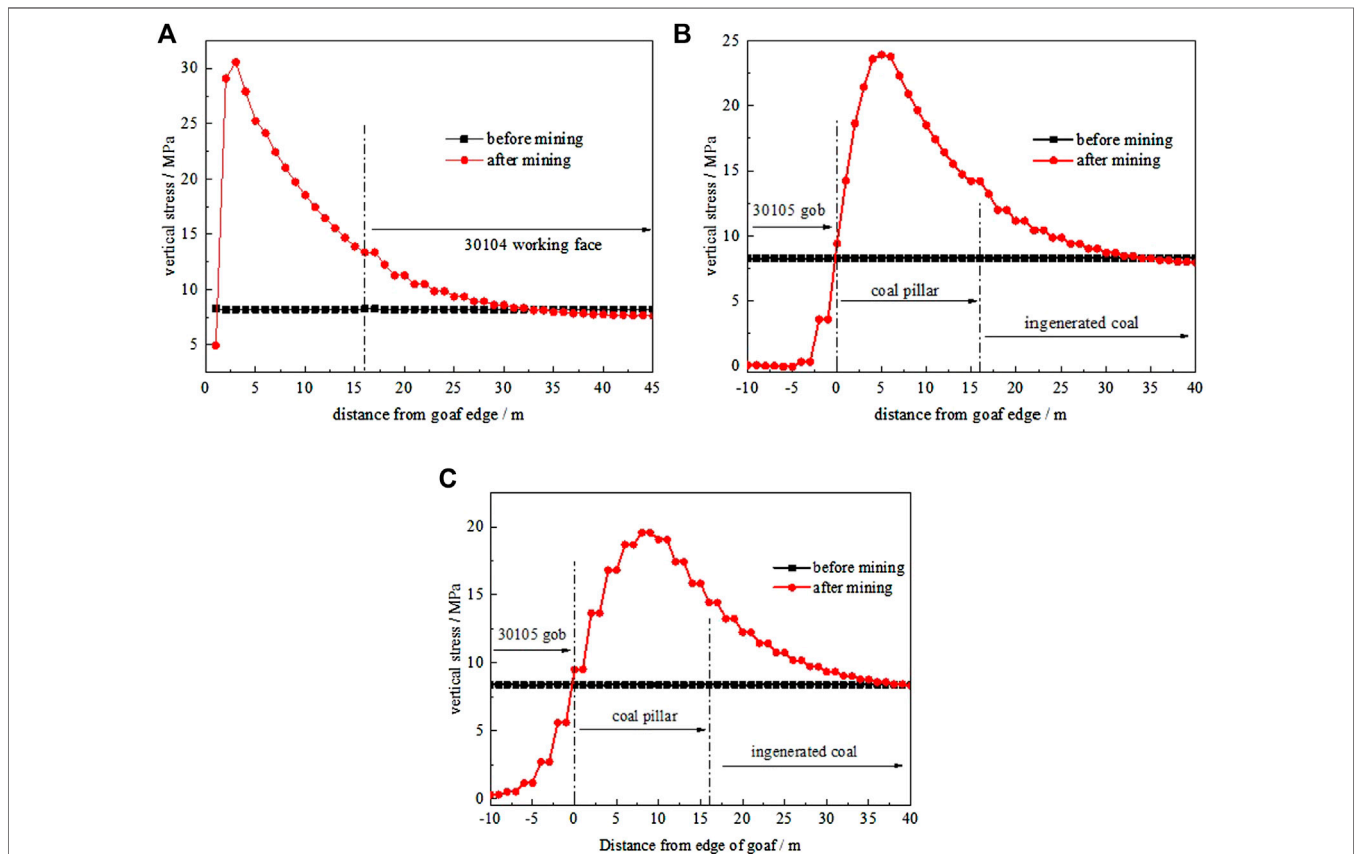 A
vertical stress / MPa
30
25
20
15
10
5
before mining
after mining
30104 working face
0 5 10 15 20 25 30 35 40 45
distance from goaf edge / m
B
vertical stress / MPa
25
20
15
10
5
0
before mining
after mining
30105 gob
coal pillar
ingenerated coal
-10 -5 0 5 10 15 20 25 30 35 40
distance from goaf edge / m
C
vertical stress / MPa
20
15
10
5
0
before mining
after mining
30105 gob
coal pillar
ingenerated coal
-10 -5 0 5 10 15 20 25 30 35 40
Distance from edge of goaf / m